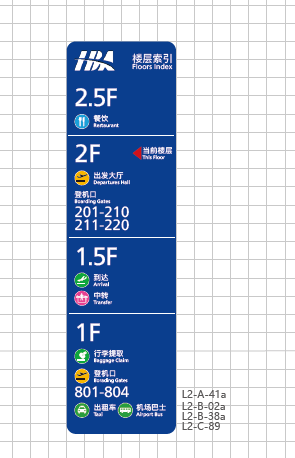 HBA 楼层索引
Floors Index
2.5F
餐饮
Restaurant
2F
当前楼层
This Floor
出发大厅
Departures Hall
登机口
Boarding Gates
201-210
211-220
1.5F
到达
Arrival
中转
Transfer
1F
行李提取
Baggage Claim
登机口
Borading Gates
801-804
出租车 机场巴士
Taxi Airport Bus
L2-A-41a
L2-B-02a
L2-B-38a
L2-C-89